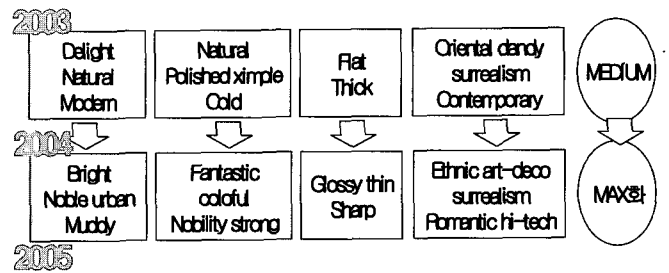 2003
Delight
Natural
Modern
Natural
Polished ximple
Cold
Flat
Thick
Oriental dandy
surrealism
Contemporary
MEDIUM
2004
Bright
Noble urban
Muddy
Fantastic
coloful
Nobility strong
Glossy thin
Sharp
Ethnic art-deco
surrealism
Romantic hi-tech
MAX화
2005